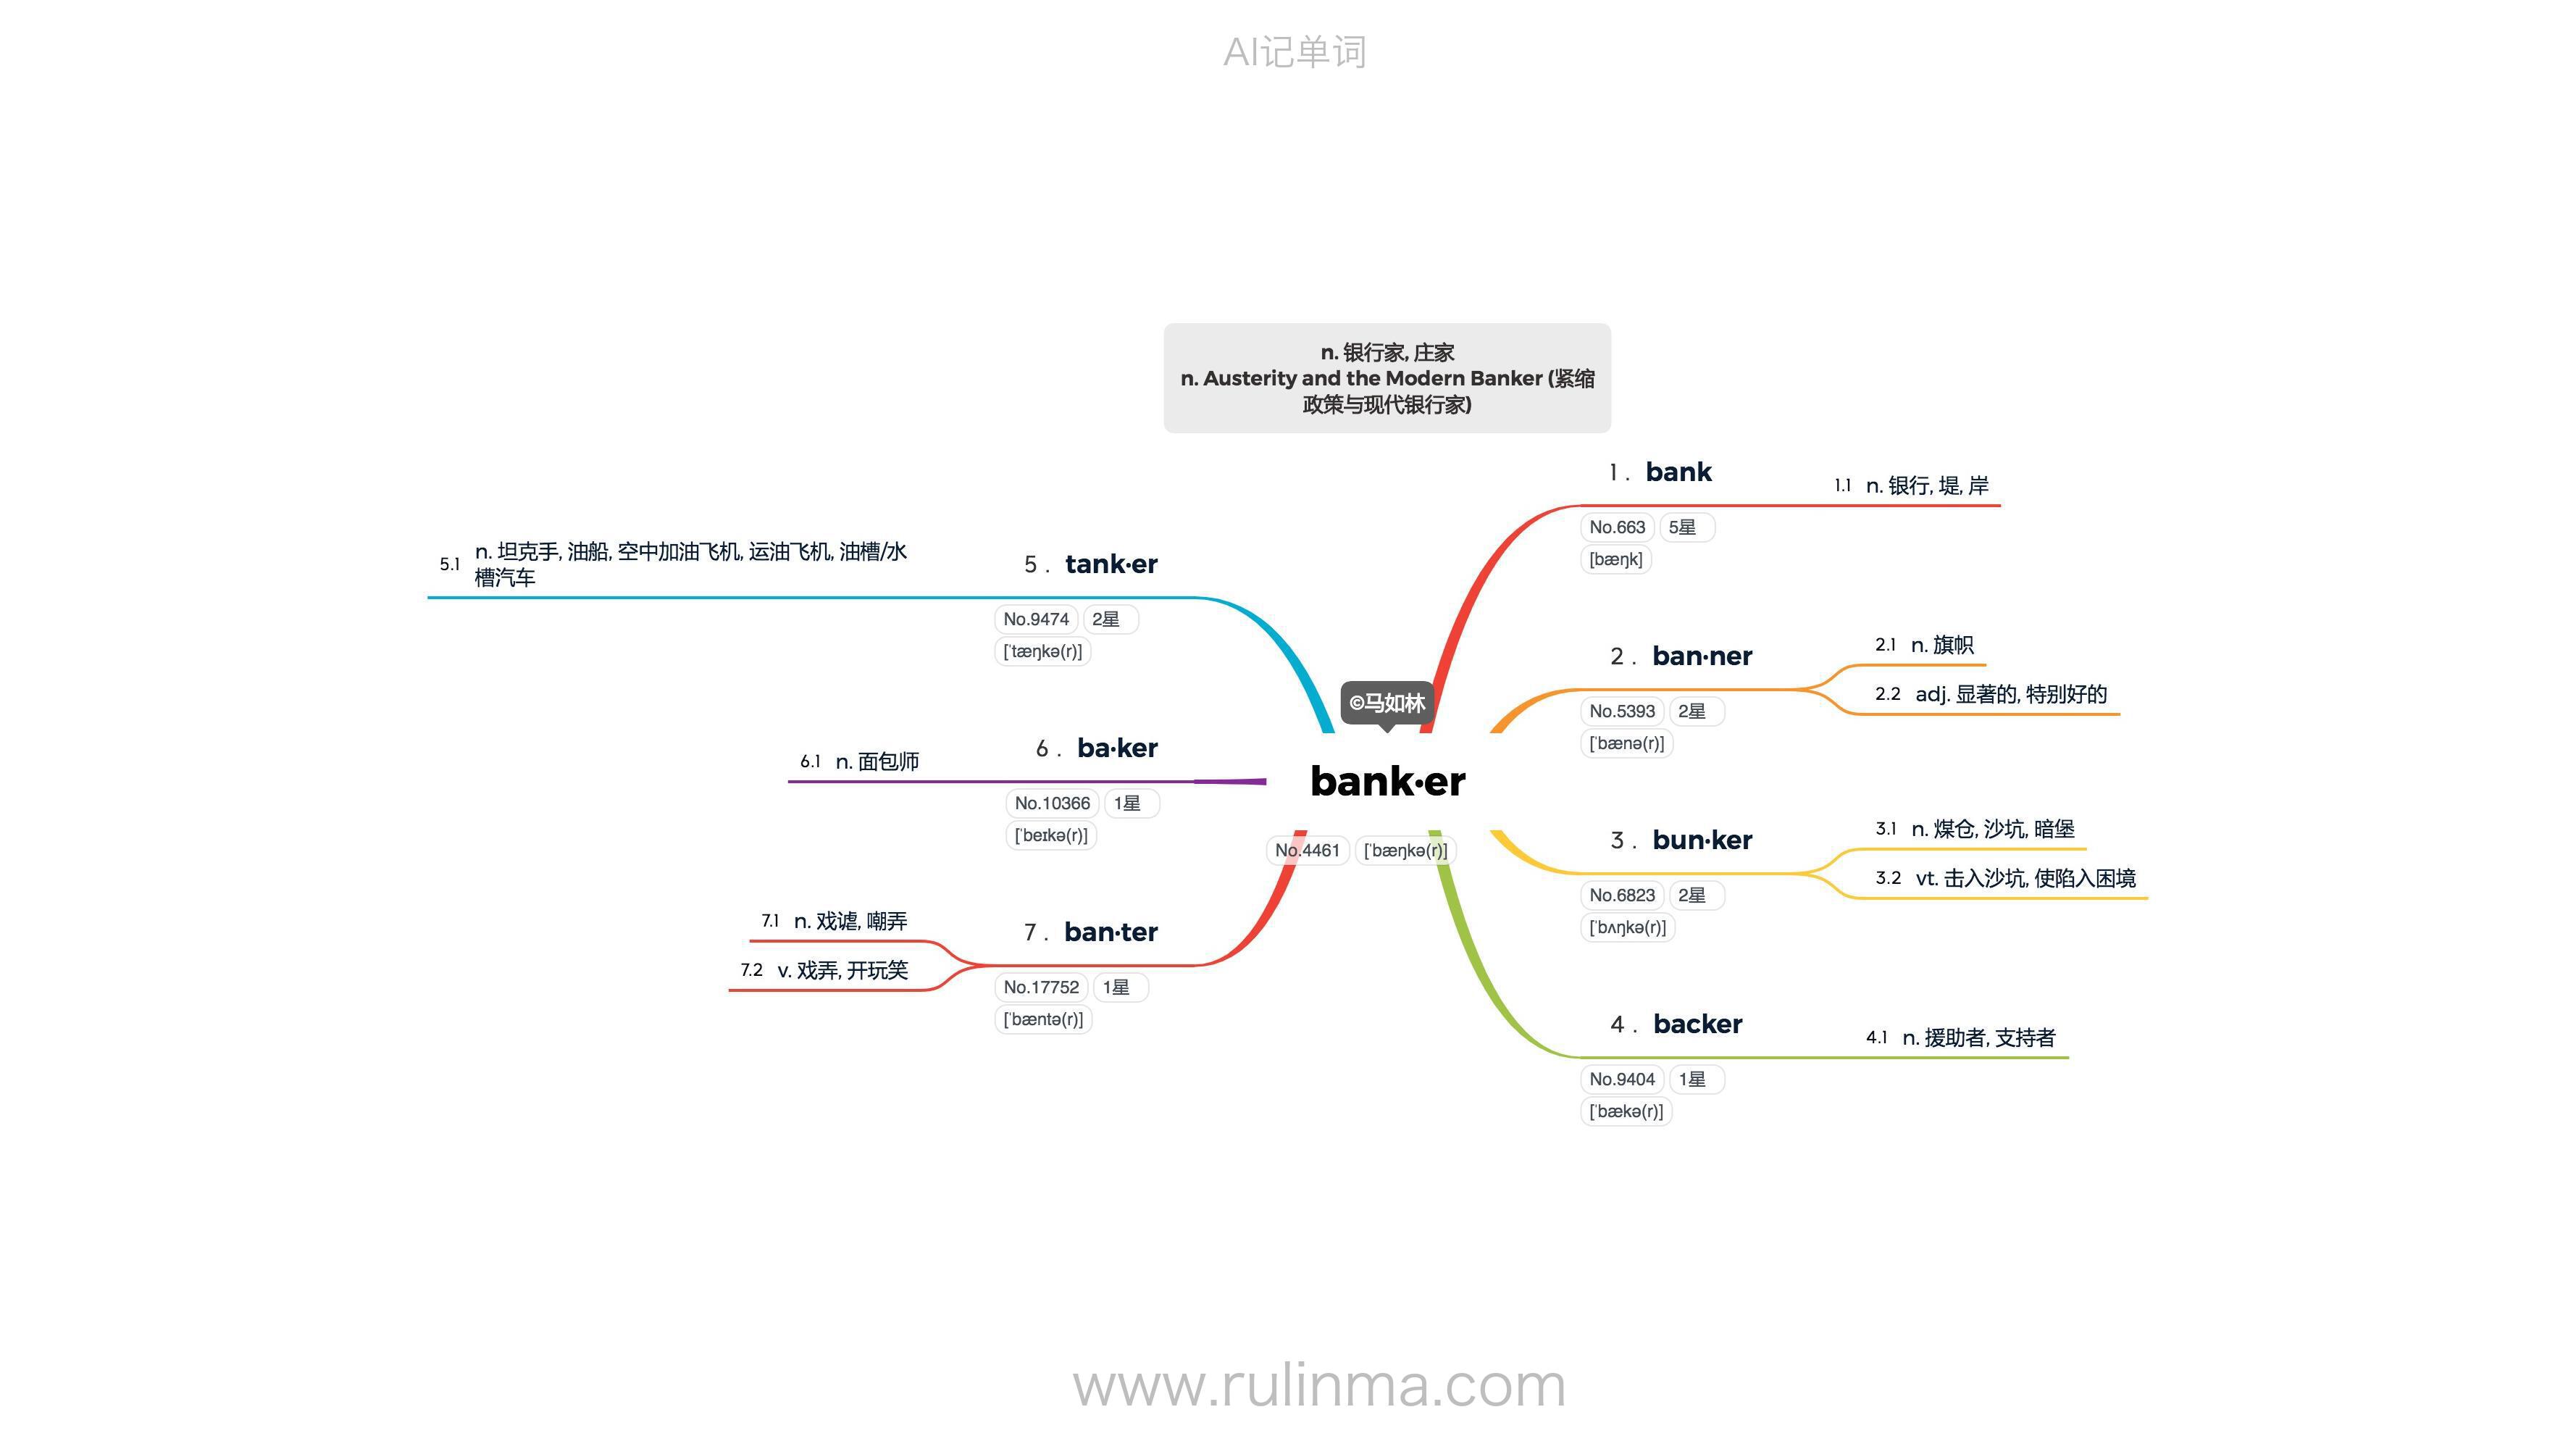 AI记单词
n. 银行家, 庄家
n. Austerity and the Modern Banker (紧缩
政策与现代银行家)
©马如林
bank·er
No.4461 [ˈbæŋkə(r)]
1. bank
No.663 5星
[bæŋk]
1.1 n. 银行, 堤, 岸
2. ban·ner
No.5393 2星
[ˈbænə(r)]
2.1 n. 旗帜
2.2 adj. 显著的, 特别好的
3. bun·ker
No.6823 2星
[ˈbʌŋkə(r)]
3.1 n. 煤仓, 沙坑, 暗堡
3.2 vt. 击入沙坑, 使陷入困境
4. backer
No.9404 1星
[ˈbækə(r)]
4.1 n. 援助者, 支持者
5. tank·er
No.9474 2星
[ˈtæŋkə(r)]
5.1 n. 坦克手, 油船, 空中加油飞机, 运油飞机, 油槽/水
槽汽车
6. ba·ker
No.10366 1星
[ˈbeɪkə(r)]
6.1 n. 面包师
7. ban·ter
No.17752 1星
[ˈbæntə(r)]
7.1 n. 戏谑, 嘲弄
7.2 v. 戏弄, 开玩笑
www.rulinma.com